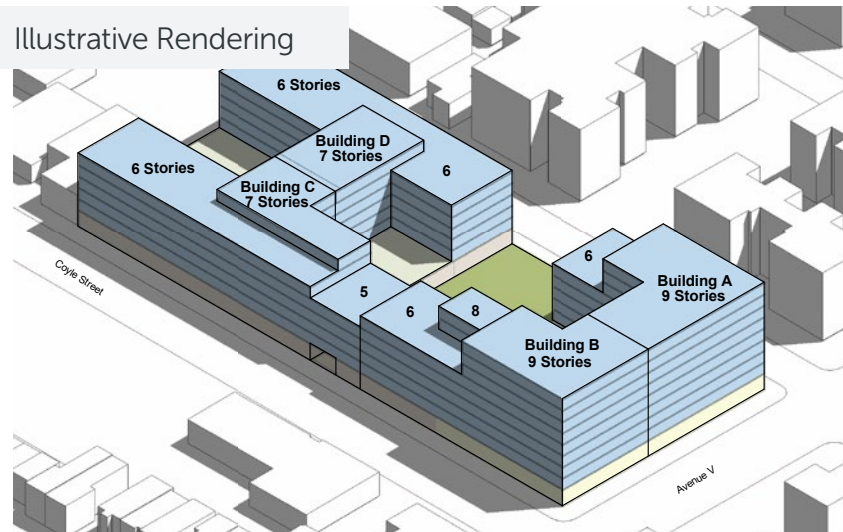 Illustrative Rendering
6 Stories
Building D
7 Stories
6 Stories
6
Building C
7 Stories
6
Building A
9 Stories
5
6
8
Building B
9 Stories
Coyle Street
Avenue V